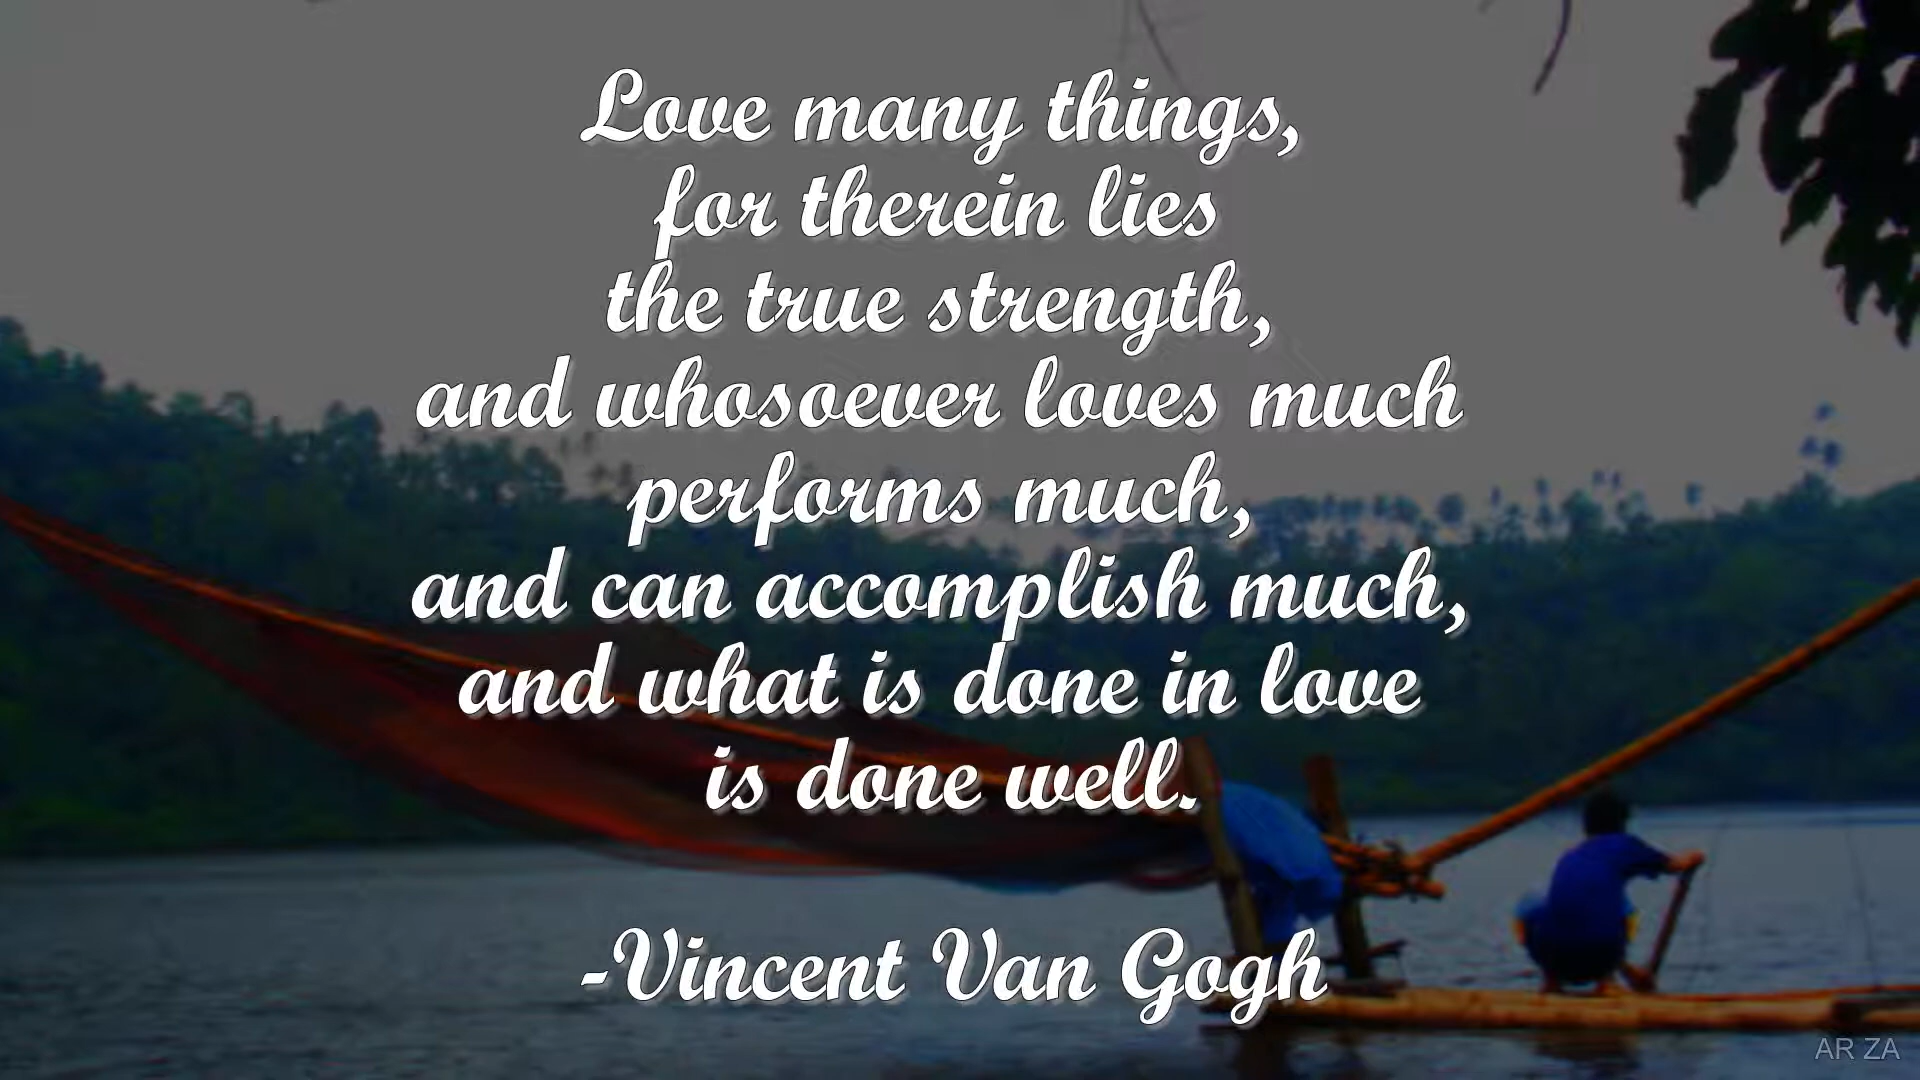 Love many things,
for therein lies
the true strength,
and whosoever loves much
performs much,
and can accomplish much,
and what is done in love
is done well.
-Vincent Van Gogh
AR ZA